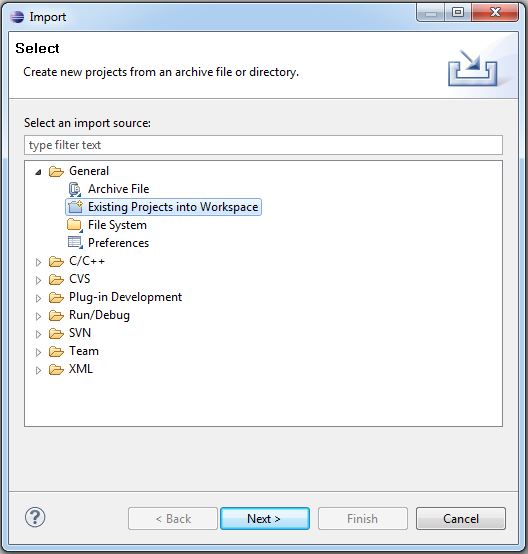 Import
Select
Create new projects from an archive file or directory.
Select an import source:
type filter text
General
Archive File
Existing Projects into Workspace
File System
Preferences
C/C++
CVS
Plug-in Development
Run/Debug
SVN
Team
XML
?
< Back
Next >
Finish
Cancel